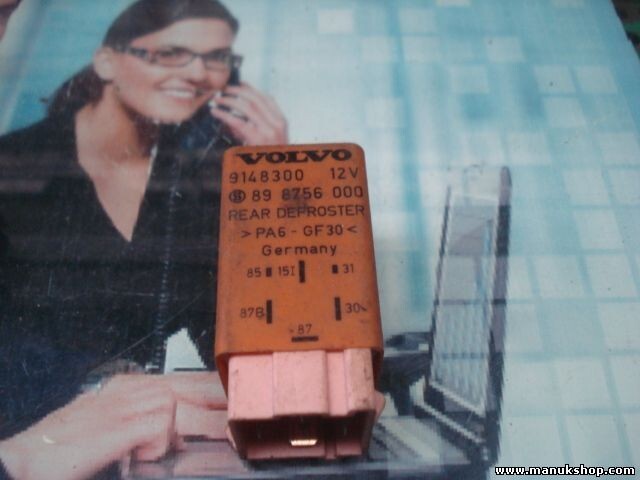 VOLVO
9148300 12V
89 8756 000
REAR DEFROSTER
>PA6-GF30<
Germany
85 15I 31
87B 30
87
www.manukshop.com